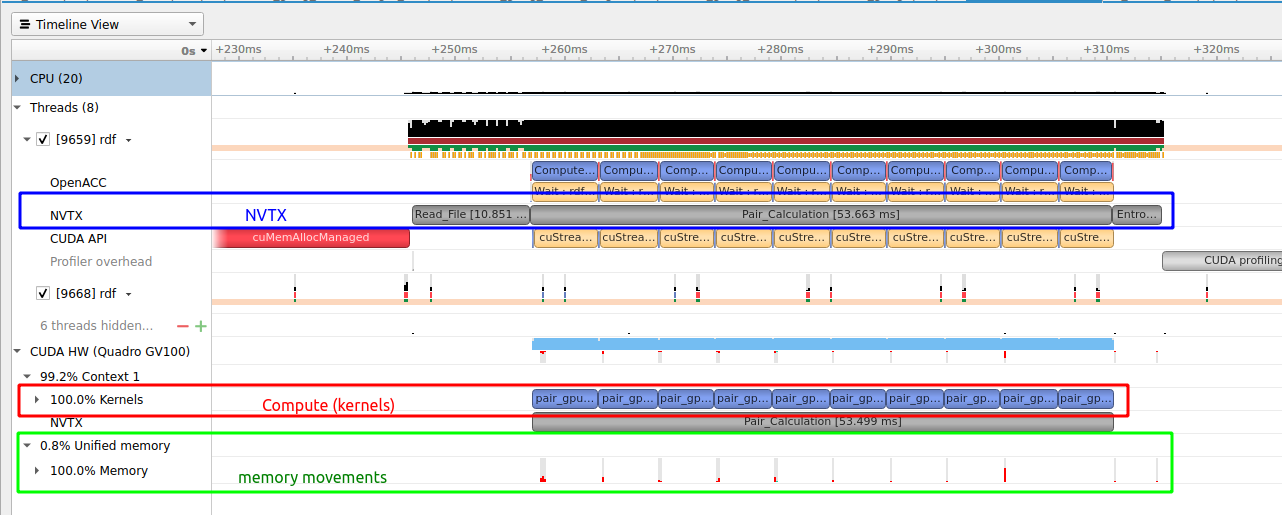 Timeline View
0s +230ms +240ms +250ms +260ms +270ms +280ms +290ms +300ms +310ms +320ms
CPU (20)
Threads (8)
[9659] rdf
OpenACC Compute... Compu... Comp... Compu... Compu... Comp... Compu... Comp... Compu... Comp...
Wait : rdf... Wait : r... Wait : ... Wait : r... Wait : r... Wait : ... Wait : r... Wait : ... Wait : r... Wait : ...
NVTX NVTX Read_File [10.851 ... Pair_Calculation [53.663 ms] Entro...
CUDA API cuMemAllocManaged cuStrea... cuStrea... cuStre... cuStre... cuStre... cuStre... cuStre... cuStre... cuStre... cuStre...
Profiler overhead CUDA profiling
[9668] rdf
6 threads hidden...
CUDA HW (Quadro GV100)
99.2% Context 1
100.0% Kernels Compute (kernels) pair_gpu... pair_gp... pair_gp... pair_gp... pair_gp... pair_gp... pair_gp... pair_gp... pair_gp... pair_gp...
NVTX Pair_Calculation [53.499 ms]
0.8% Unified memory
100.0% Memory memory movements